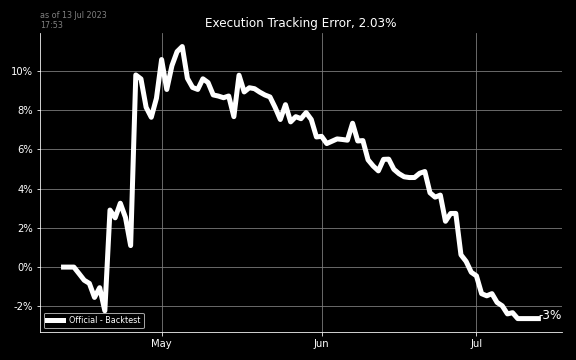 as of 13 Jul 2023
17:53
Execution Tracking Error, 2.03%
10%
8%
6%
4%
2%
0%
-2%
-3%
Official - Backtest
May
Jun
Jul